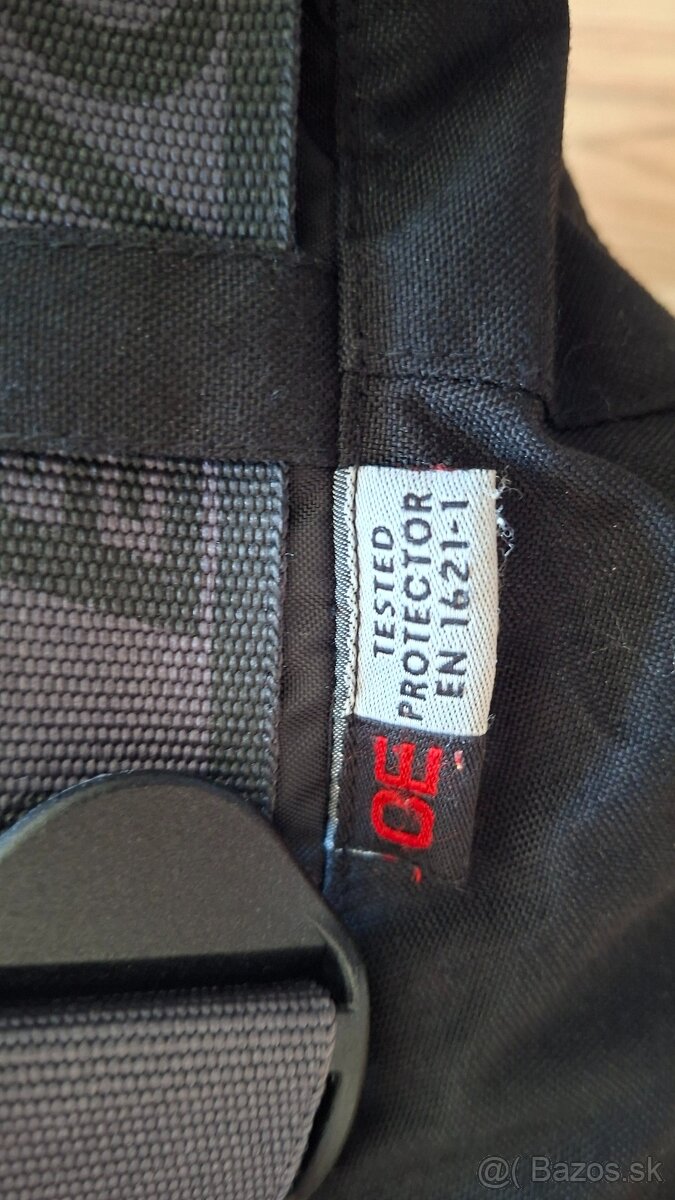 TESTED
PROTECTOR
EN 1621-1
@( Bazos.sk